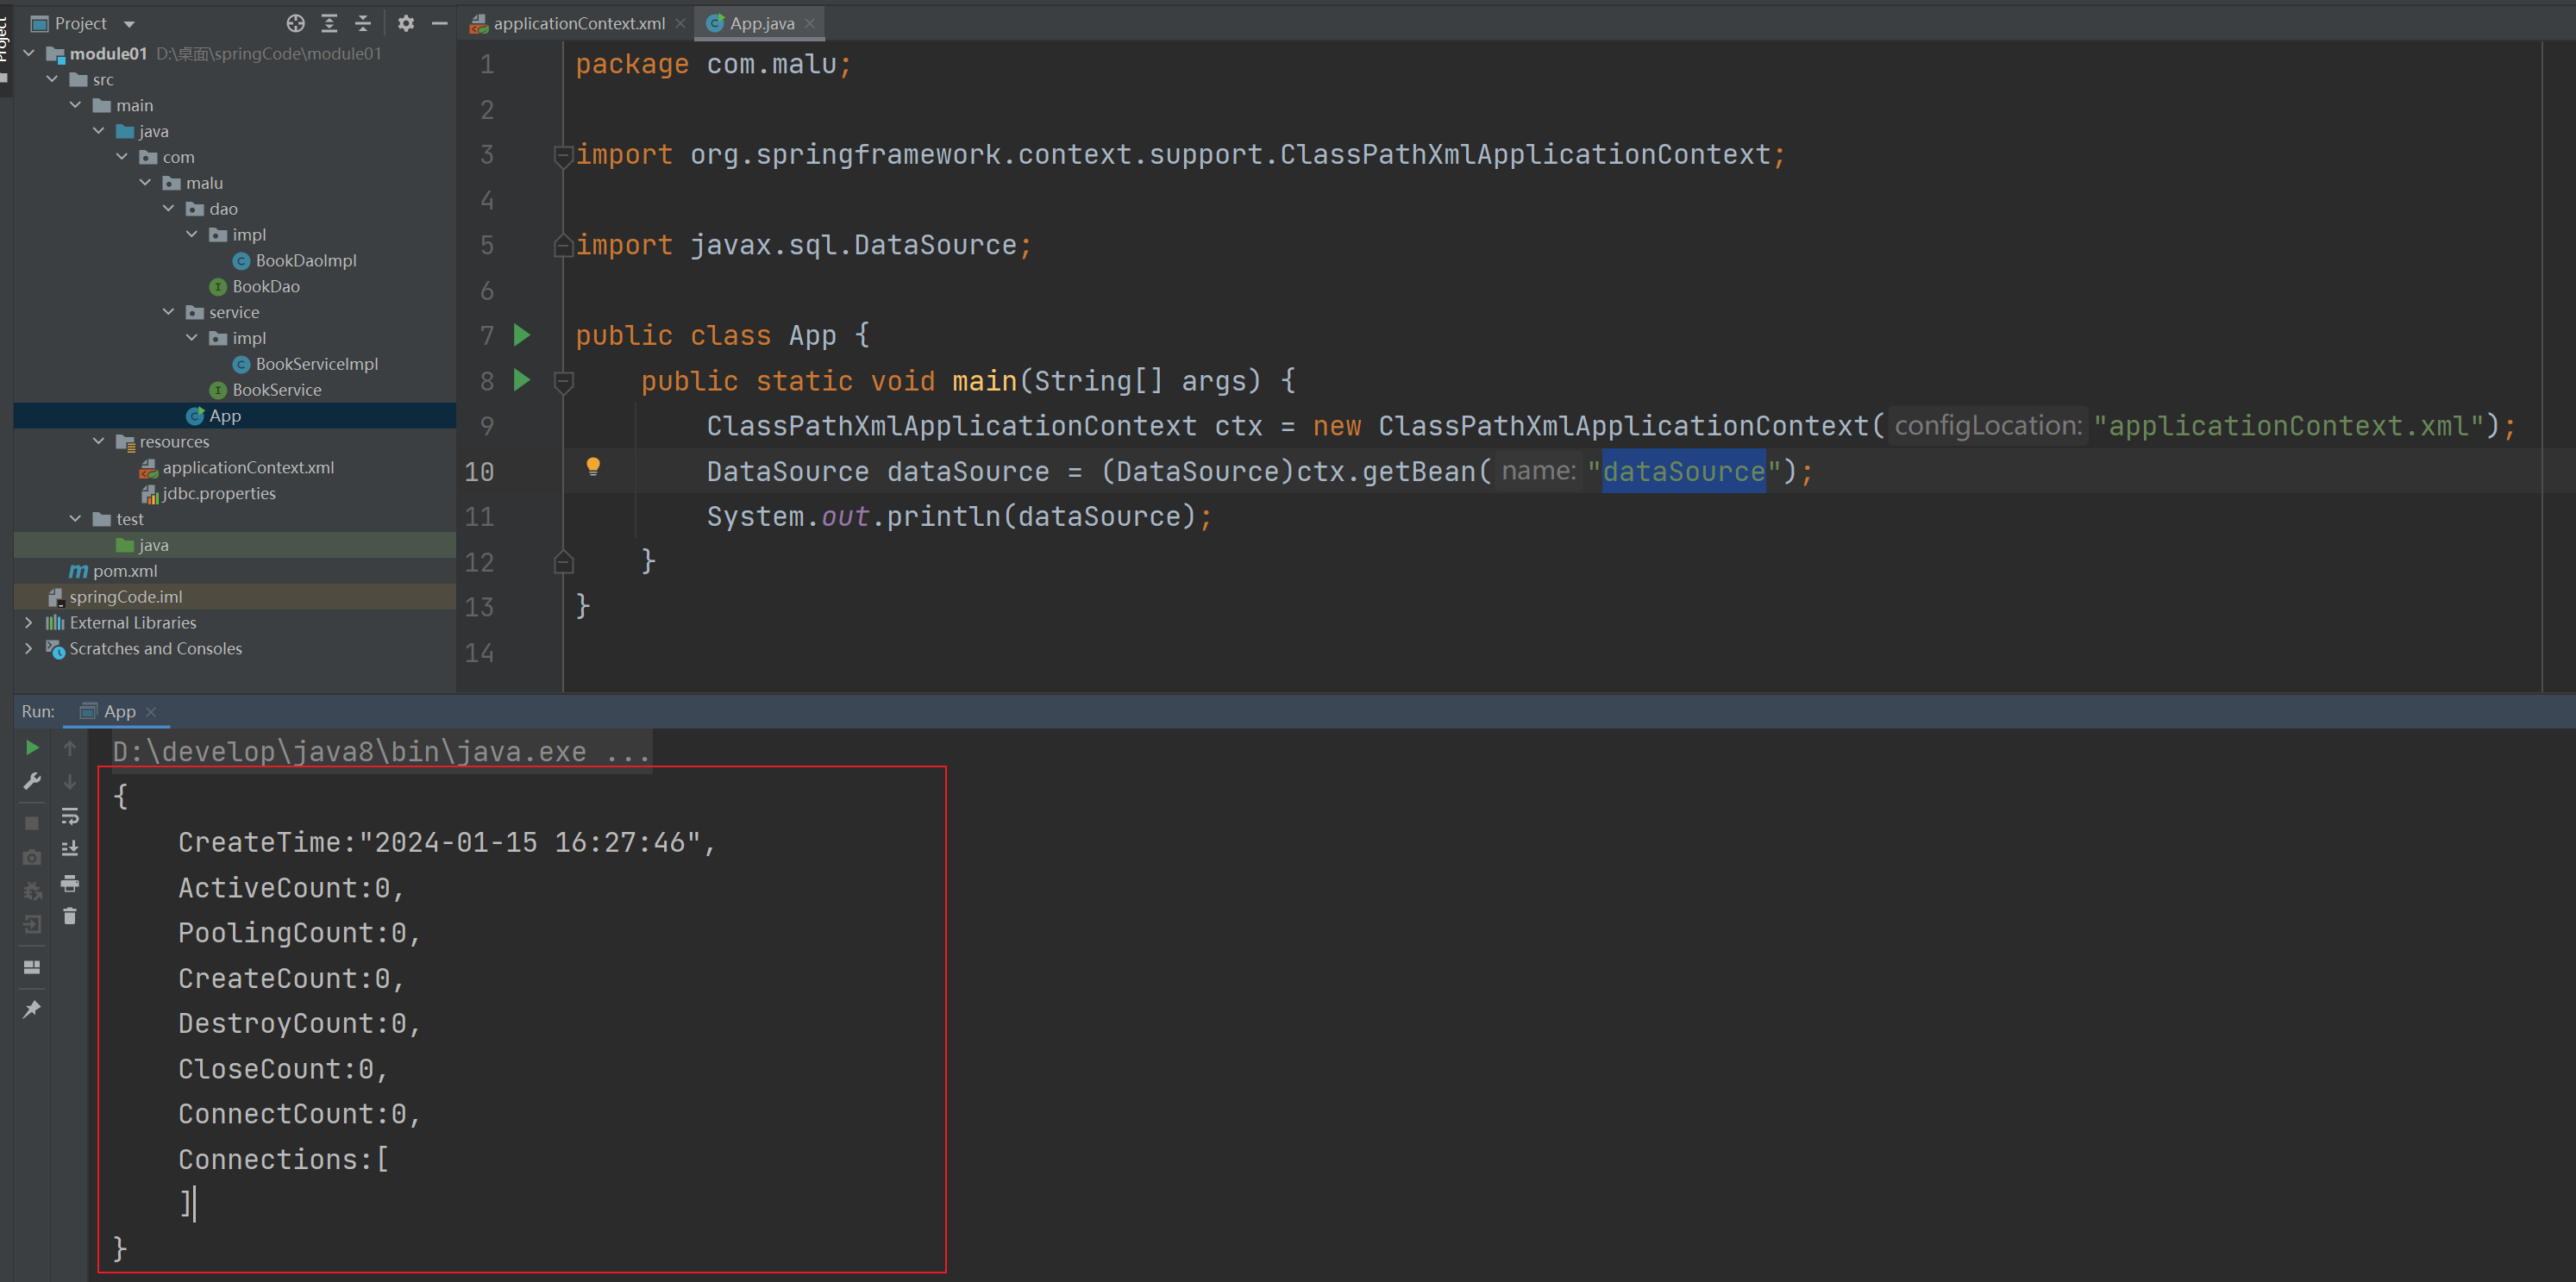 Project
Project
module01 D:\桌面\springCode\module01
src
main
java
com
malu
dao
impl
BookDaoImpl
BookDao
service
impl
BookServiceImpl
BookService
App
resources
applicationContext.xml
jdbc.properties
test
java
pom.xml
springCode.iml
External Libraries
Scratches and Consoles
applicationContext.xml
App.java
1 package com.malu;
2
3 import org.springframework.context.support.ClassPathXmlApplicationContext;
4
5 import javax.sql.DataSource;
6
7 public class App {
8 public static void main(String[] args) {
9 ClassPathXmlApplicationContext ctx = new ClassPathXmlApplicationContext( configLocation: "applicationContext.xml");
10 DataSource dataSource = (DataSource)ctx.getBean( name: "dataSource");
11 System.out.println(dataSource);
12 }
13 }
14
Run: App
D:\develop\java8\bin\java.exe ...
{
CreateTime:"2024-01-15 16:27:46",
ActiveCount:0,
PoolingCount:0,
CreateCount:0,
DestroyCount:0,
CloseCount:0,
ConnectCount:0,
Connections:[
]
}